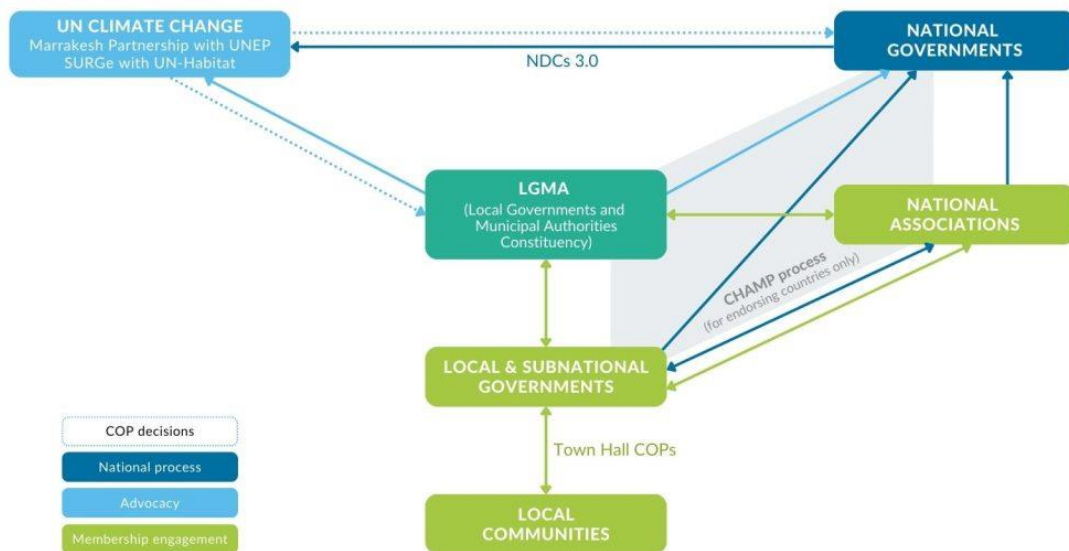 UN CLIMATE CHANGE
Marrakesh Partnership with UNEP
SURGe with UN-Habitat
NATIONAL
GOVERNMENTS
NDCs 3.0
LGMA
(Local Governments and
Municipal Authorities
Constituency)
NATIONAL
ASSOCIATIONS
CHAMP process
(for endorsing countries only)
LOCAL & SUBNATIONAL
GOVERNMENTS
Town Hall COPs
LOCAL
COMMUNITIES
COP decisions
National process
Advocacy
Membership engagement